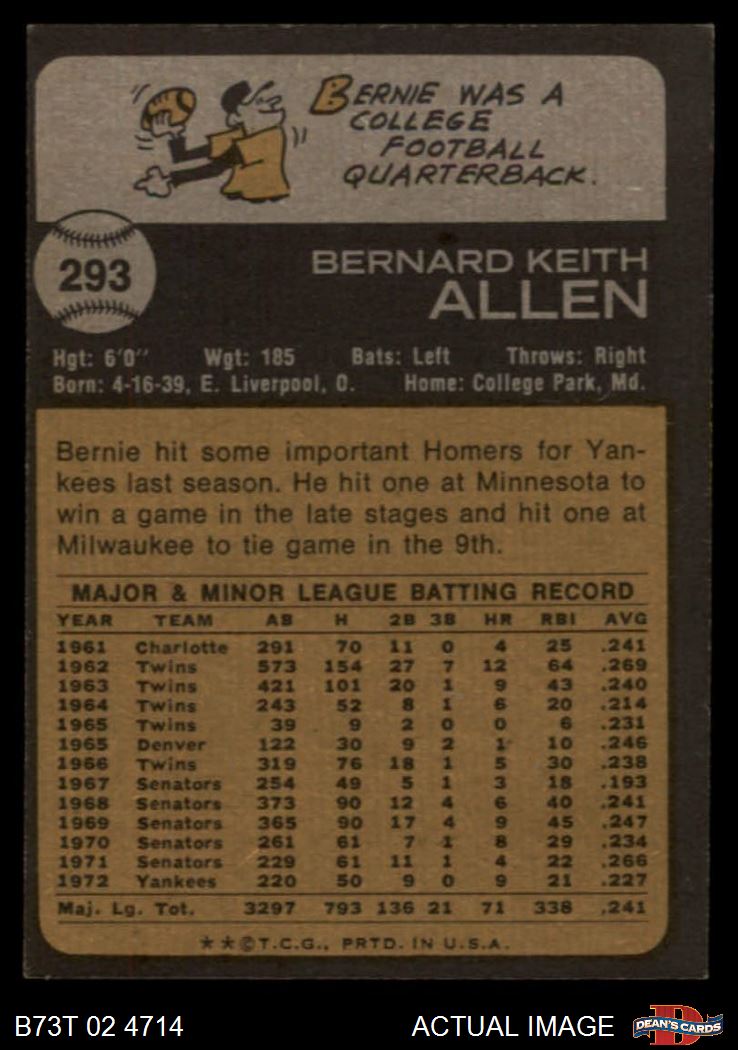 BERNIE WAS A
COLLEGE
FOOTBALL
QUARTERBACK.
293
BERNARD KEITH
ALLEN
Hgt: 6'0" Wgt: 185 Bats: Left Throws: Right
Born: 4-16-39, E. Liverpool, O. Home: College Park, Md.
Bernie hit some important Homers for Yan-
kees last season. He hit one at Minnesota to
win a game in the late stages and hit one at
Milwaukee to tie game in the 9th.
MAJOR & MINOR LEAGUE BATTING RECORD
YEAR TEAM AB H 2B 3B HR RBI AVG
1961 Charlotte 291 70 11 0 4 25 .241
1962 Twins 573 154 27 7 12 64 .269
1963 Twins 421 101 20 1 9 43 .240
1964 Twins 243 52 8 1 6 20 .214
1965 Twins 39 9 2 0 0 6 .231
1965 Denver 122 30 9 2 1 10 .246
1966 Twins 319 76 18 1 5 30 .238
1967 Senators 254 49 5 1 3 18 .193
1968 Senators 373 90 12 4 6 40 .241
1969 Senators 365 90 17 4 9 45 .247
1970 Senators 261 61 7 1 8 29 .234
1971 Senators 229 61 11 1 4 22 .266
1972 Yankees 220 50 9 0 9 21 .227
Maj. Lg. Tot. 3297 793 136 21 71 338 .241
**©T.C.G., PRTD. IN U.S.A.
B73T 02 4714 ACTUAL IMAGE D DEAN'S CARDS